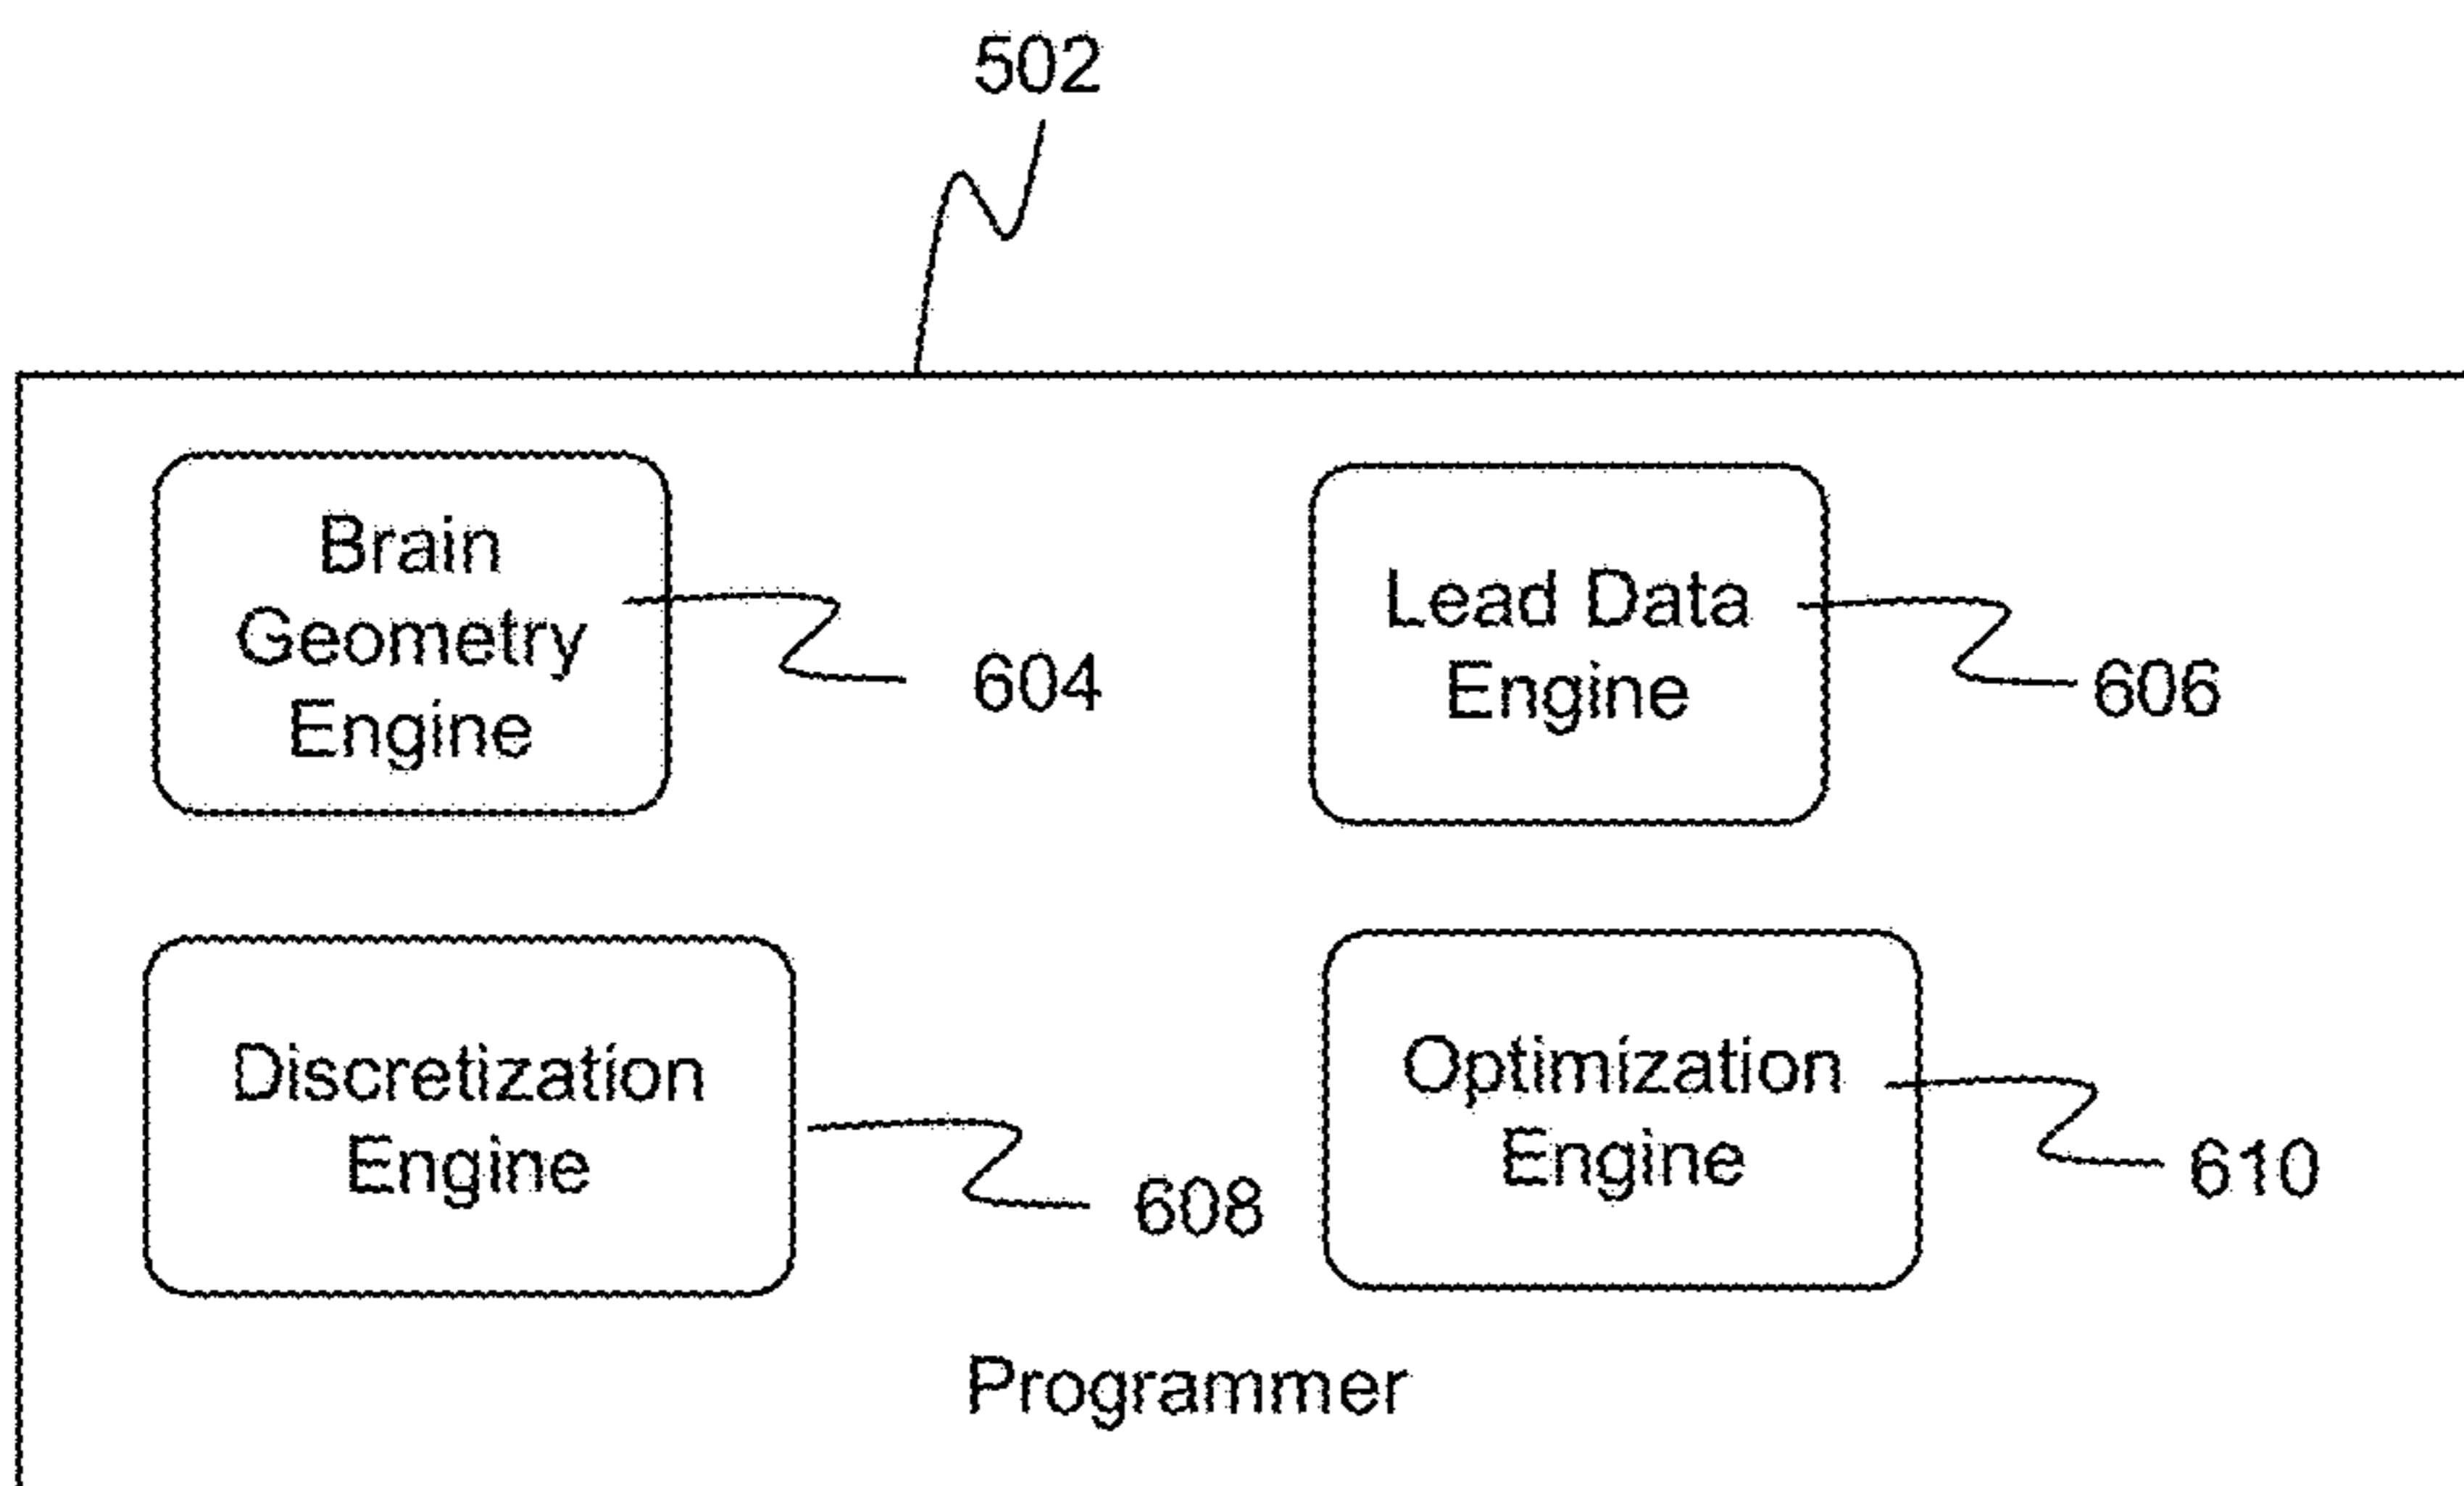 502
Brain
Geometry
Engine
604
Lead Data
Engine
606
Discretization
Engine
608
Optimization
Engine
610
Programmer